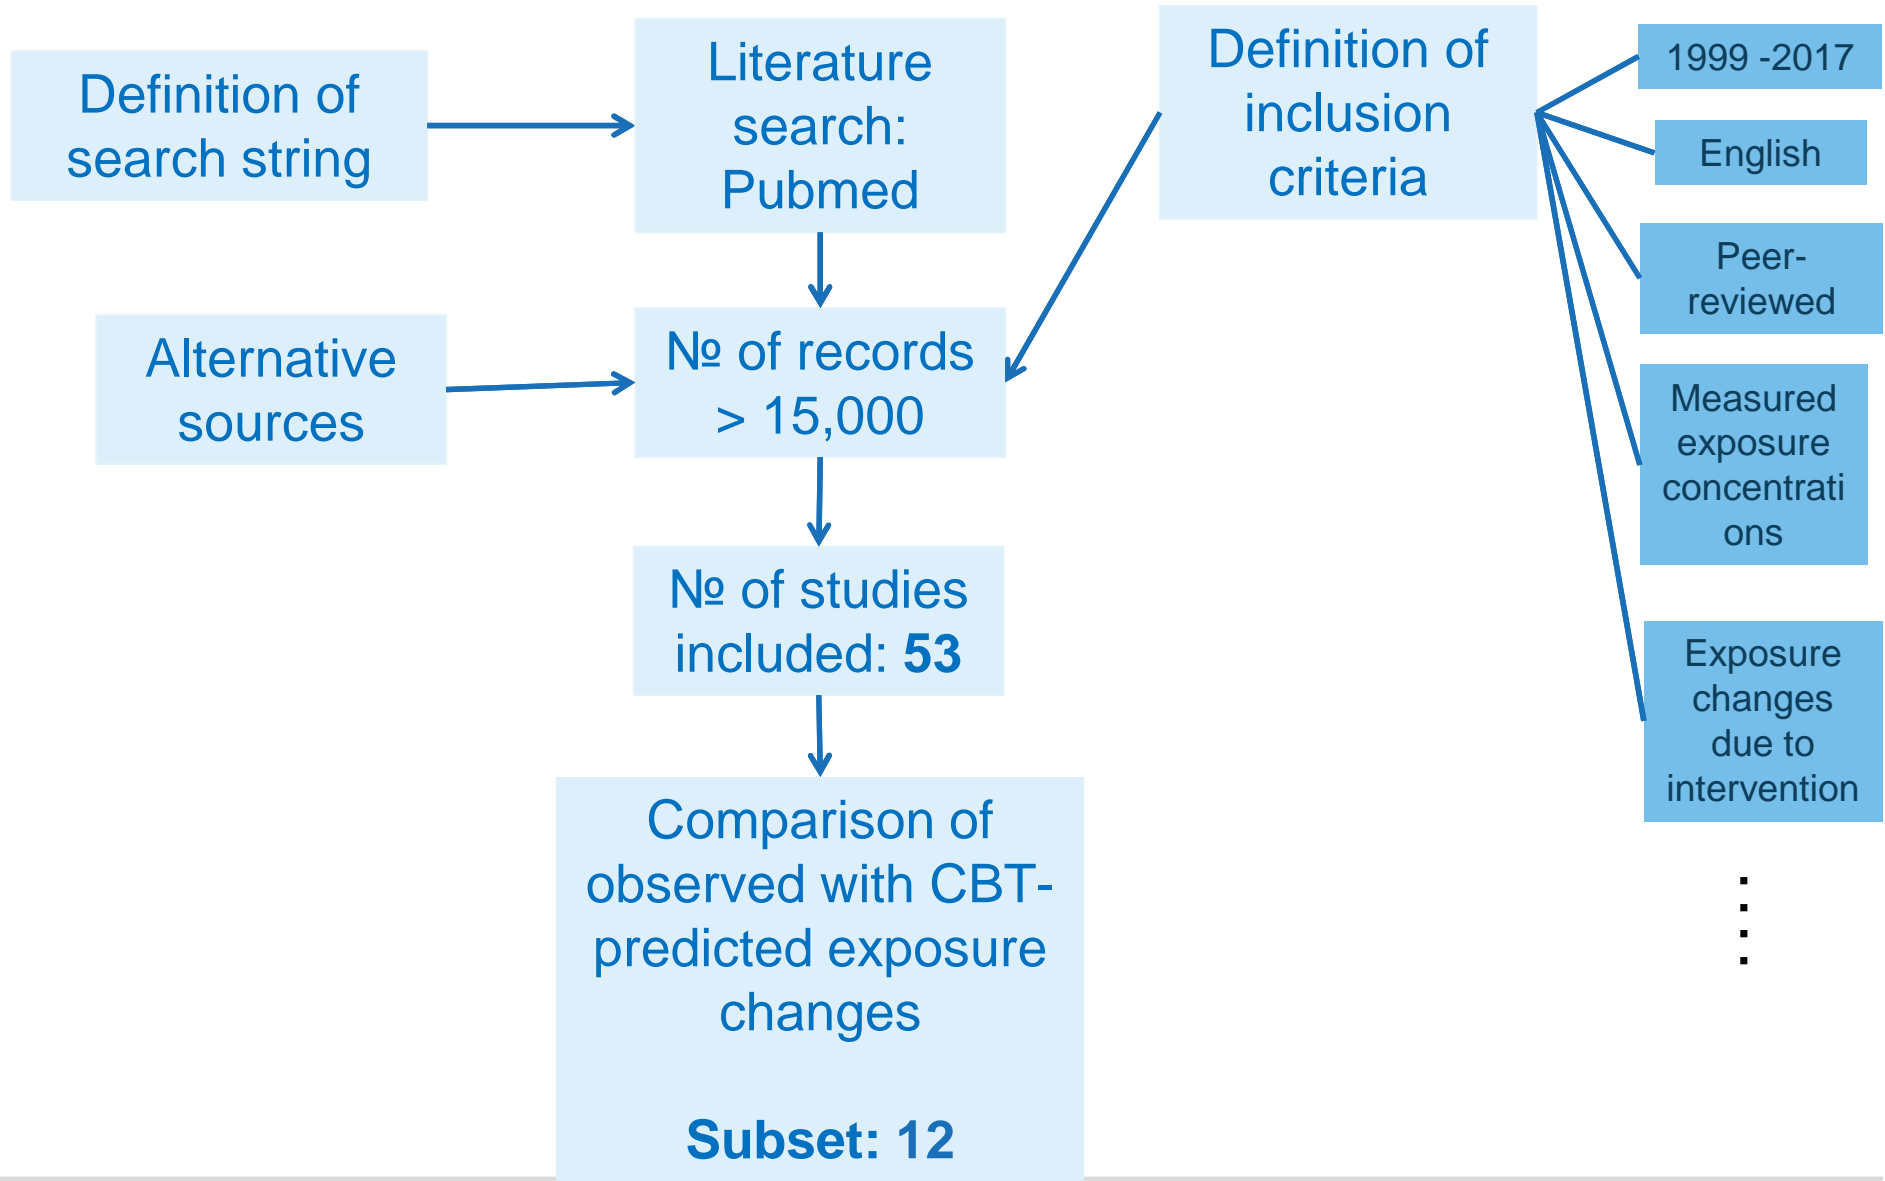 Definition of
search string
Literature
search:
Pubmed
Definition of
inclusion
criteria
1999 -2017
English
Peer-
reviewed
Measured
exposure
concentrati
ons
Exposure
changes
due to
intervention
Alternative
sources
№ of records
> 15,000
№ of studies
included: 53
Comparison of
observed with CBT-
predicted exposure
changes
Subset: 12